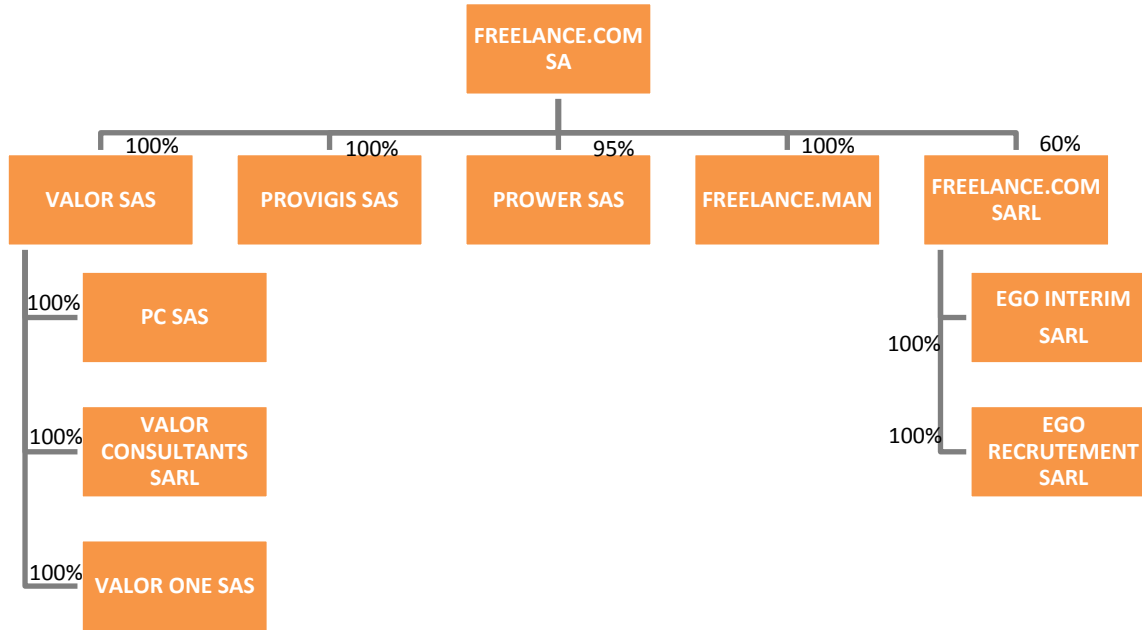 FREELANCE.COM
SA
100%
100%
95%
100%
60%
VALOR SAS
PROVIGIS SAS
PROWER SAS
FREELANCE.MAN
FREELANCE.COM
SARL
100%
PC SAS
EGO INTERIM
SARL
100%
100%
VALOR
CONSULTANTS
SARL
100%
EGO
RECRUTEMENT
SARL
100%
VALOR ONE SAS